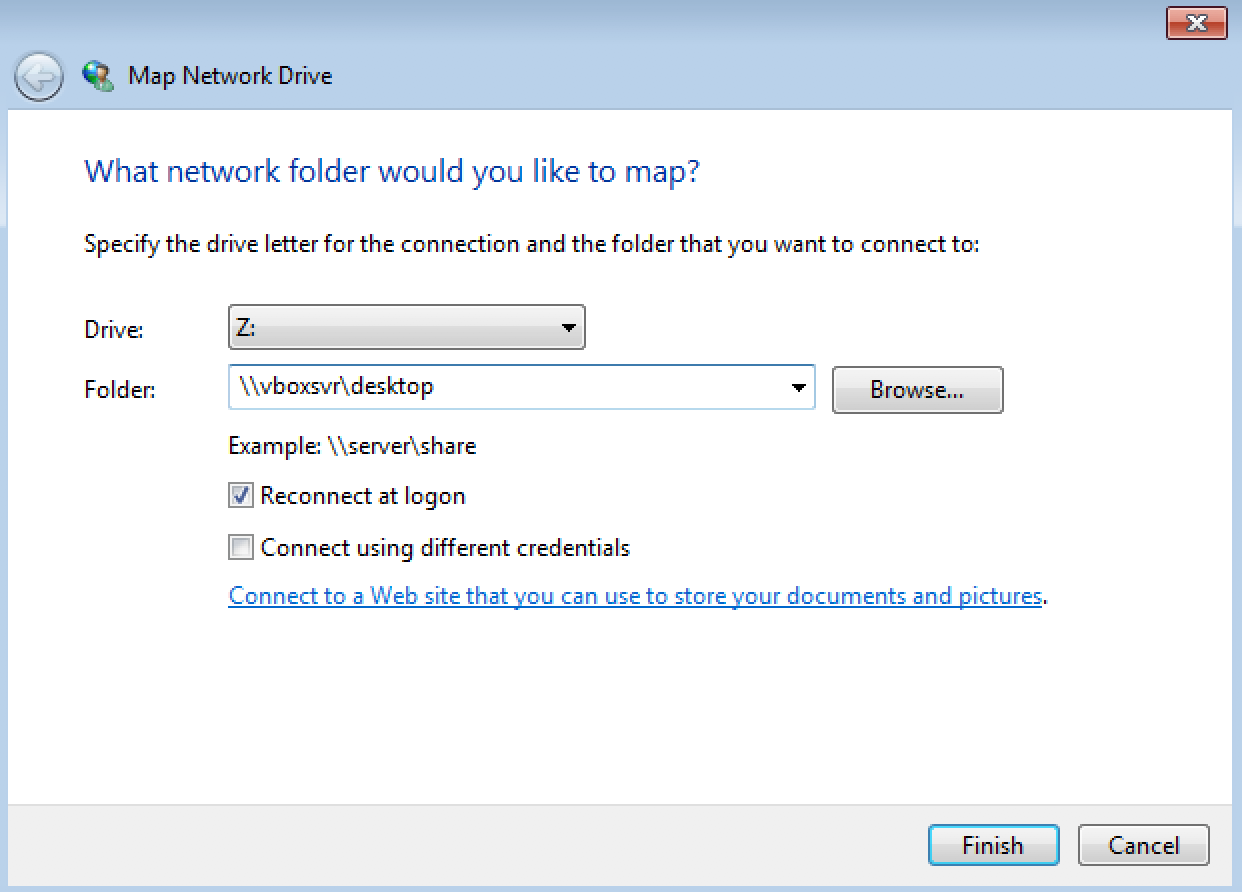 Map Network Drive
What network folder would you like to map?
Specify the drive letter for the connection and the folder that you want to connect to:
Drive: Z:
Folder: \\vboxsvr\desktop Browse...
Example: \\server\share
Reconnect at logon
Connect using different credentials
Connect to a Web site that you can use to store your documents and pictures.
Finish Cancel